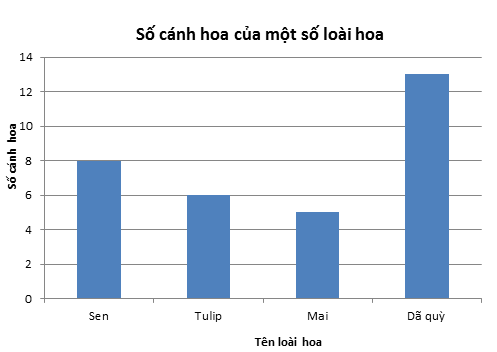 Số cánh hoa của một số loài hoa
Số cánh hoa
14
12
10
8
6
4
2
0
Sen Tulip Mai Dã quỳ
Tên loài hoa